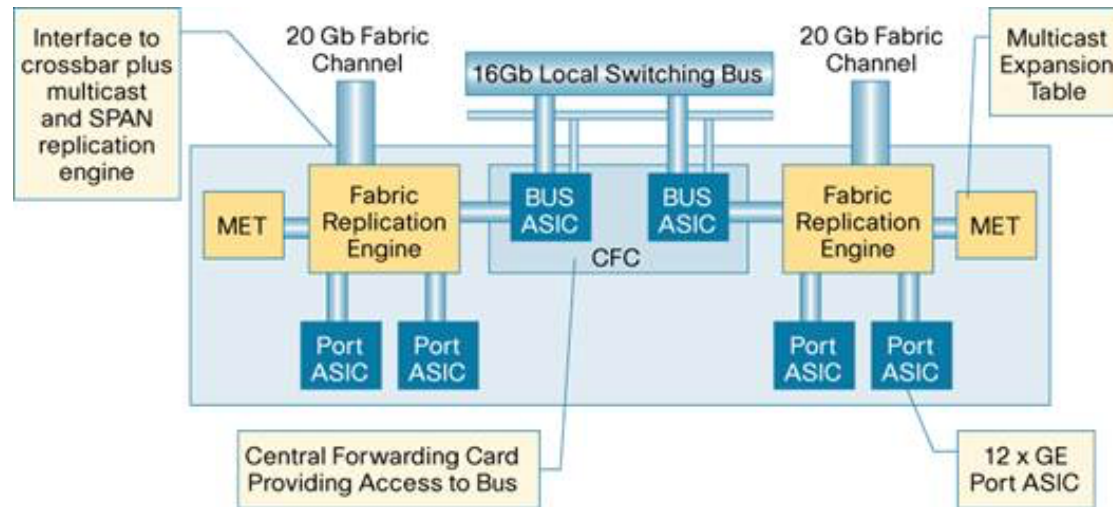 Interface to
crossbar plus
multicast
and SPAN
replication
engine
20 Gb Fabric
Channel
16Gb Local Switching Bus
20 Gb Fabric
Channel
Multicast
Expansion
Table
MET
Fabric
Replication
Engine
BUS
ASIC
BUS
ASIC
CFC
Fabric
Replication
Engine
MET
Port
ASIC
Port
ASIC
Port
ASIC
Port
ASIC
Central Forwarding Card
Providing Access to Bus
12 x GE
Port ASIC